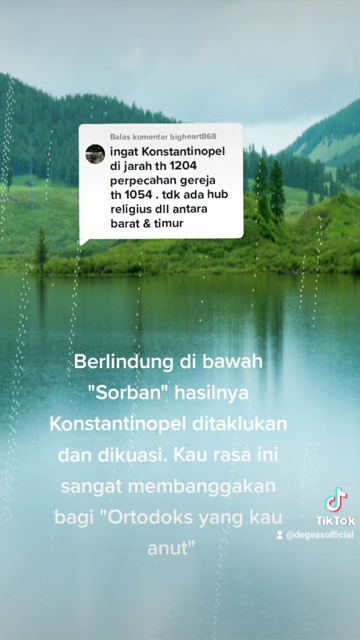 Balas komentar bigheart868
ingat Konstantinopel
di jarah th 1204
perpecahan gereja
th 1054 . tdk ada hub
religius dll antara
barat & timur
Berlindung di bawah
"Sorban" hasilnya
Konstantinopel ditaklukan
dan dikuasi. Kau rasa ini
sangat membanggakan
bagi "Ortodoks yang kau
anut"
TikTok
@degeasofficial